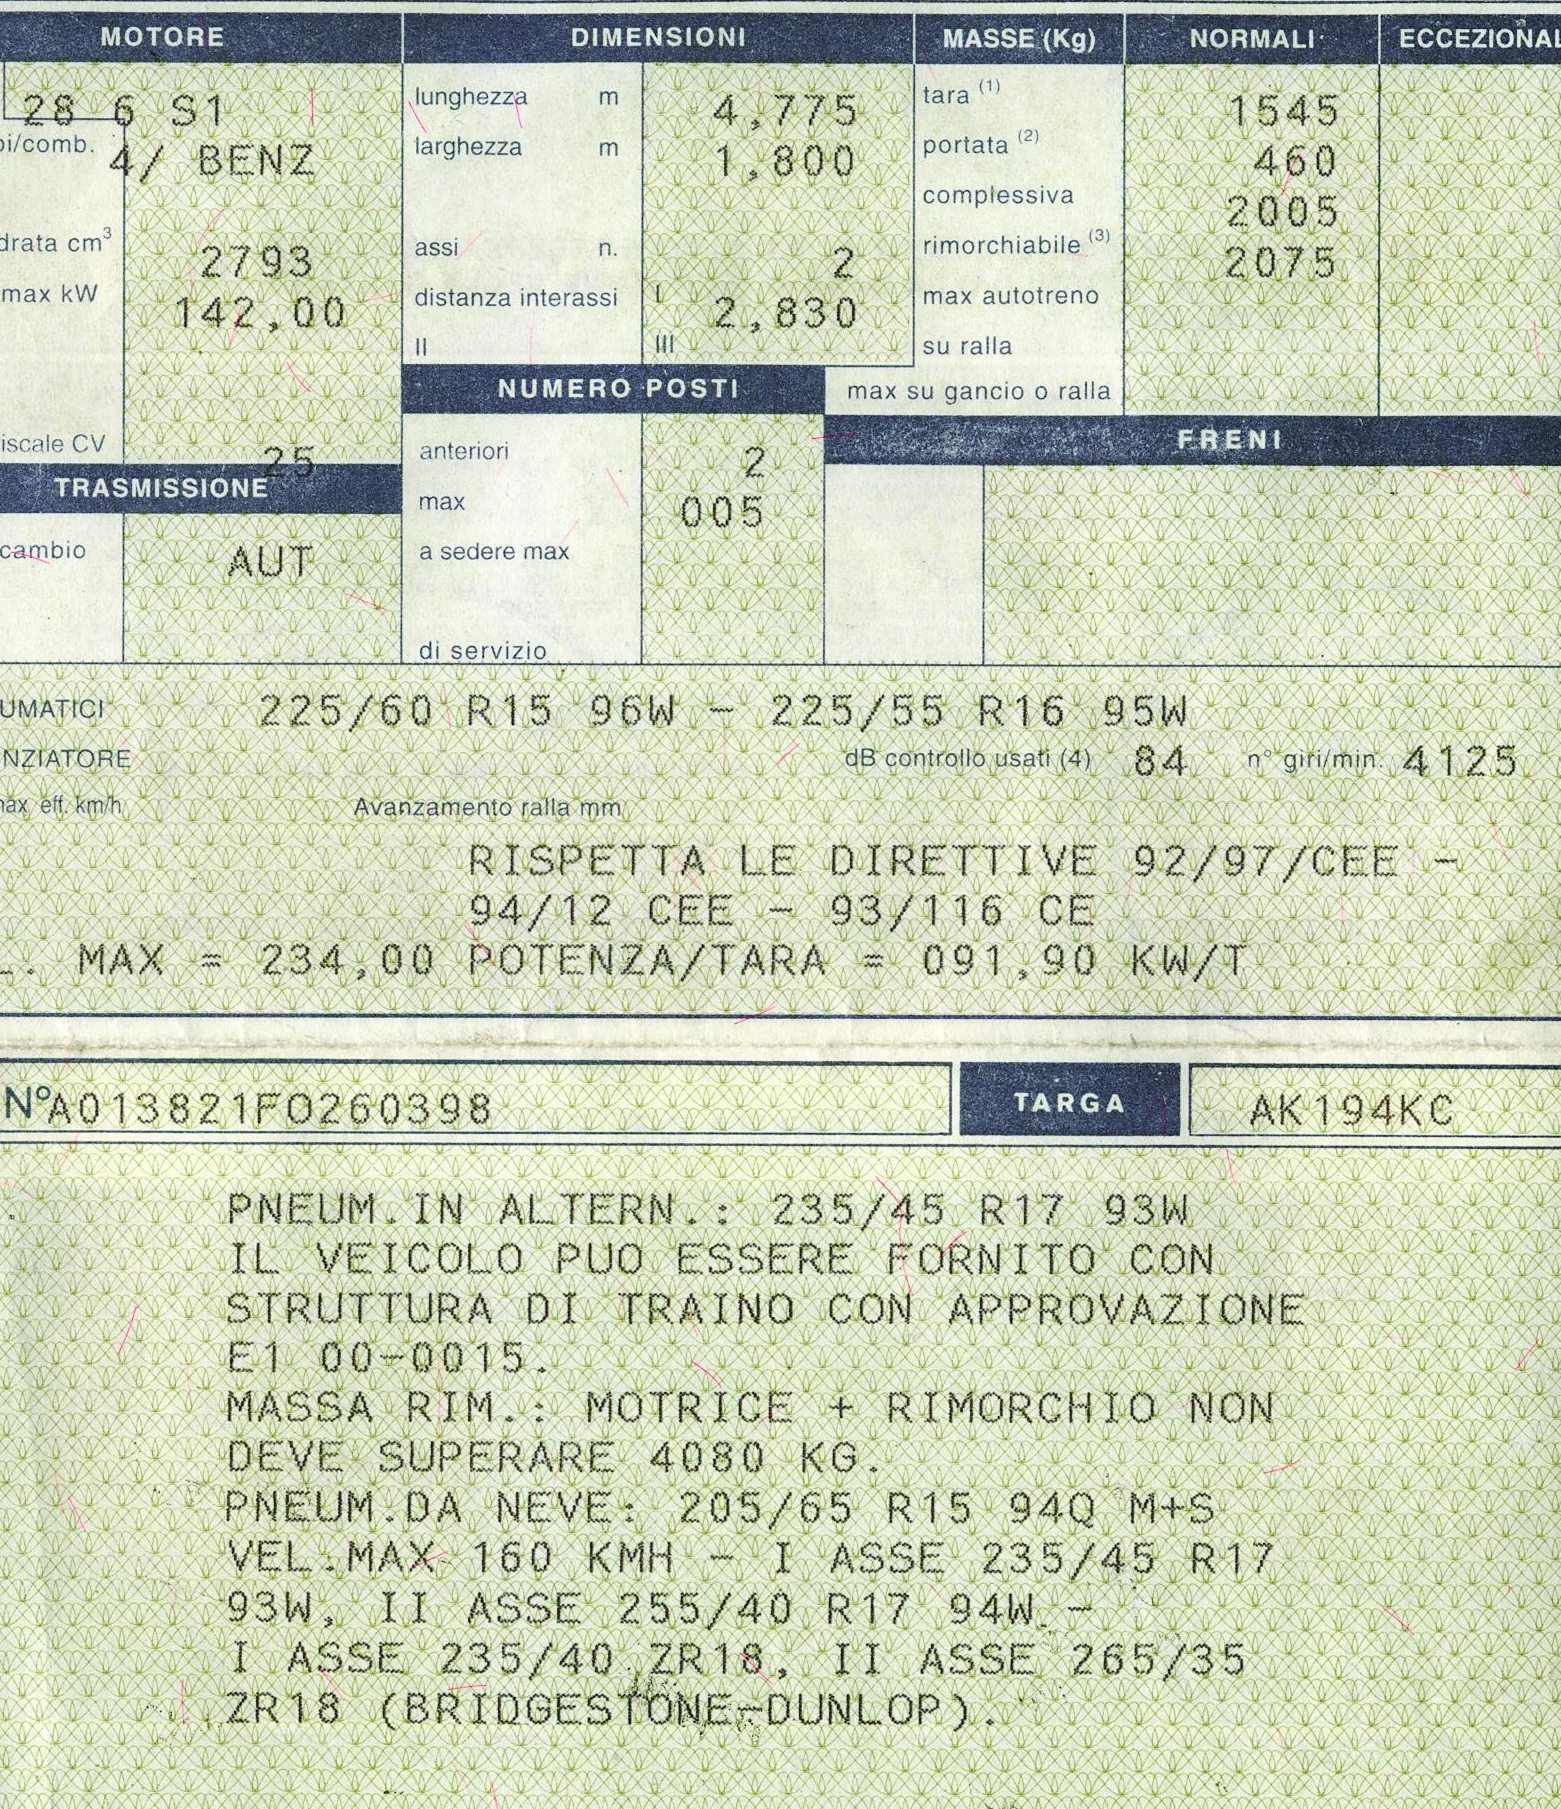 MOTORE DIMENSIONI MASSE (Kg) NORMALI ECCEZIONAL
28 6 S1 lunghezza m 4,775 tara (1) 1545
pi/comb. 4/ BENZ larghezza m 1,800 portata (2) 460
complessiva 2005
drata cm³ 2793 assi n. 2 rimorchiabile (3) 2075
max kW 142,00 distanza interassi I 2,830 max autotreno
II III su ralla
NUMERO POSTI max su gancio o ralla
iscale CV 25 anteriori 2 FRENI
TRASMISSIONE max 005
cambio AUT a sedere max
di servizio
UMATICI 225/60 R15 96W - 225/55 R16 95W
NZIATORE dB controllo usati (4) 84 n° giri/min. 4125
max eff. km/h Avanzamento ralla mm
RISPETTA LE DIRETTIVE 92/97/CEE -
94/12 CEE - 93/116 CE
L. MAX = 234,00 POTENZA/TARA = 091,90 KW/T
N° A013821FO260398 TARGA AK194KC
PNEUM.IN ALTERN.: 235/45 R17 93W
IL VEICOLO PUO ESSERE FORNITO CON
STRUTTURA DI TRAINO CON APPROVAZIONE
E1 00-0015.
MASSA RIM.: MOTRICE + RIMORCHIO NON
DEVE SUPERARE 4080 KG.
PNEUM.DA NEVE: 205/65 R15 94Q M+S
VEL.MAX 160 KMH - I ASSE 235/45 R17
93W, II ASSE 255/40 R17 94W -
I ASSE 235/40 ZR18, II ASSE 265/35
ZR18 (BRIDGESTONE-DUNLOP).